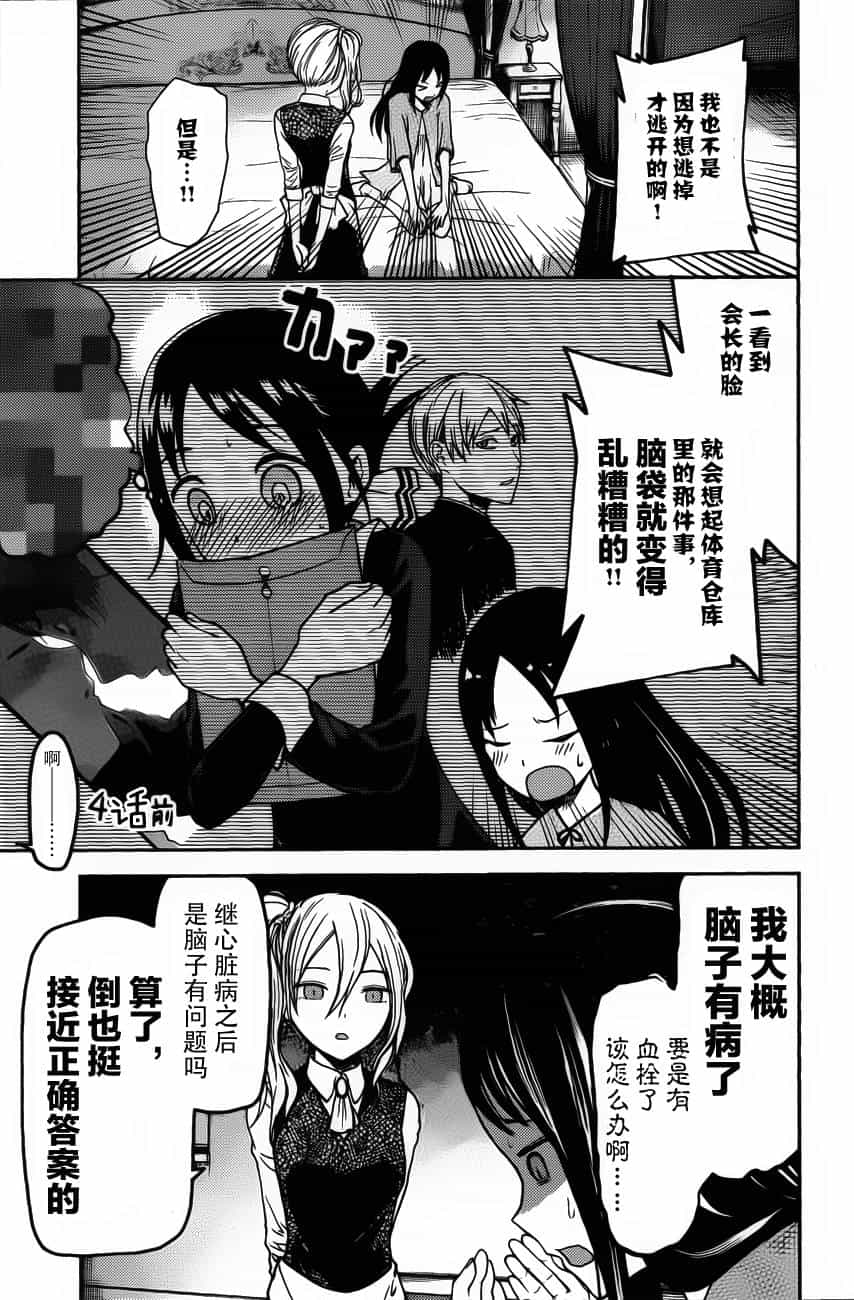 我也不是
因为想逃掉
才逃开的啊！
但是…!!
一看到
会长的脸
就会想起体育仓库
里的那件事，
脑袋就变得
乱糟糟的!!
カァァ
4话前
啊…………
我大概
脑子有病了
要是有
血栓了
该怎么办啊……
继心脏病之后
是脑子有问题吗
算了，
倒也挺
接近正确答案的